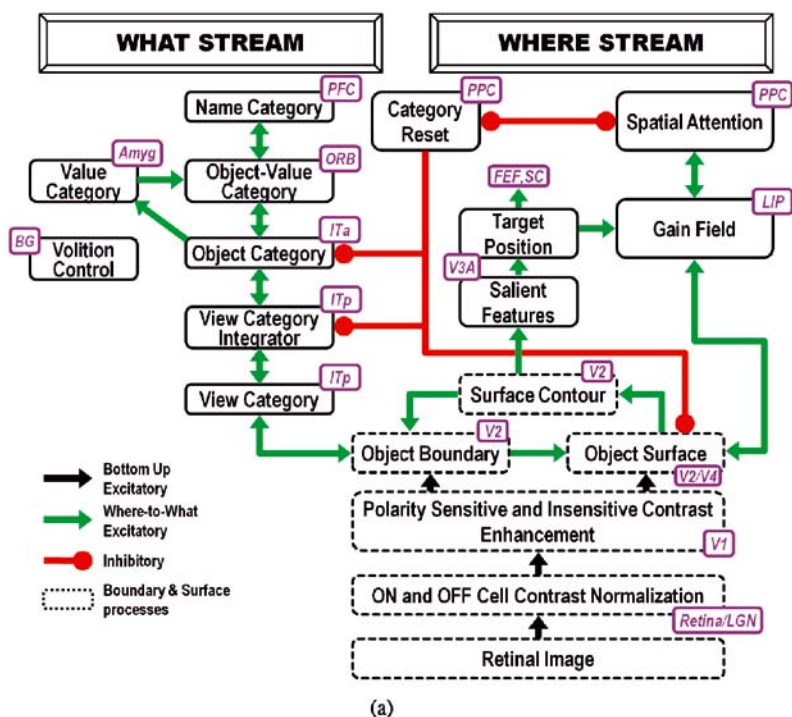 WHAT STREAM
WHERE STREAM
PFC
Name Category
PPC
Category
Reset
PPC
Spatial Attention
Amyg
Value
Category
ORB
Object-Value
Category
FEF,SC
Target
Position
LIP
Gain Field
BG
Volition
Control
ITa
Object Category
V3A
Salient
Features
ITp
View Category
Integrator
ITp
View Category
V2
Surface Contour
V2
Object Boundary
Object Surface
V2/V4
Polarity Sensitive and Insensitive Contrast
Enhancement
V1
ON and OFF Cell Contrast Normalization
Retina/LGN
Retinal Image
Bottom Up
Excitatory
Where-to-What
Excitatory
Inhibitory
Boundary & Surface
processes
(a)